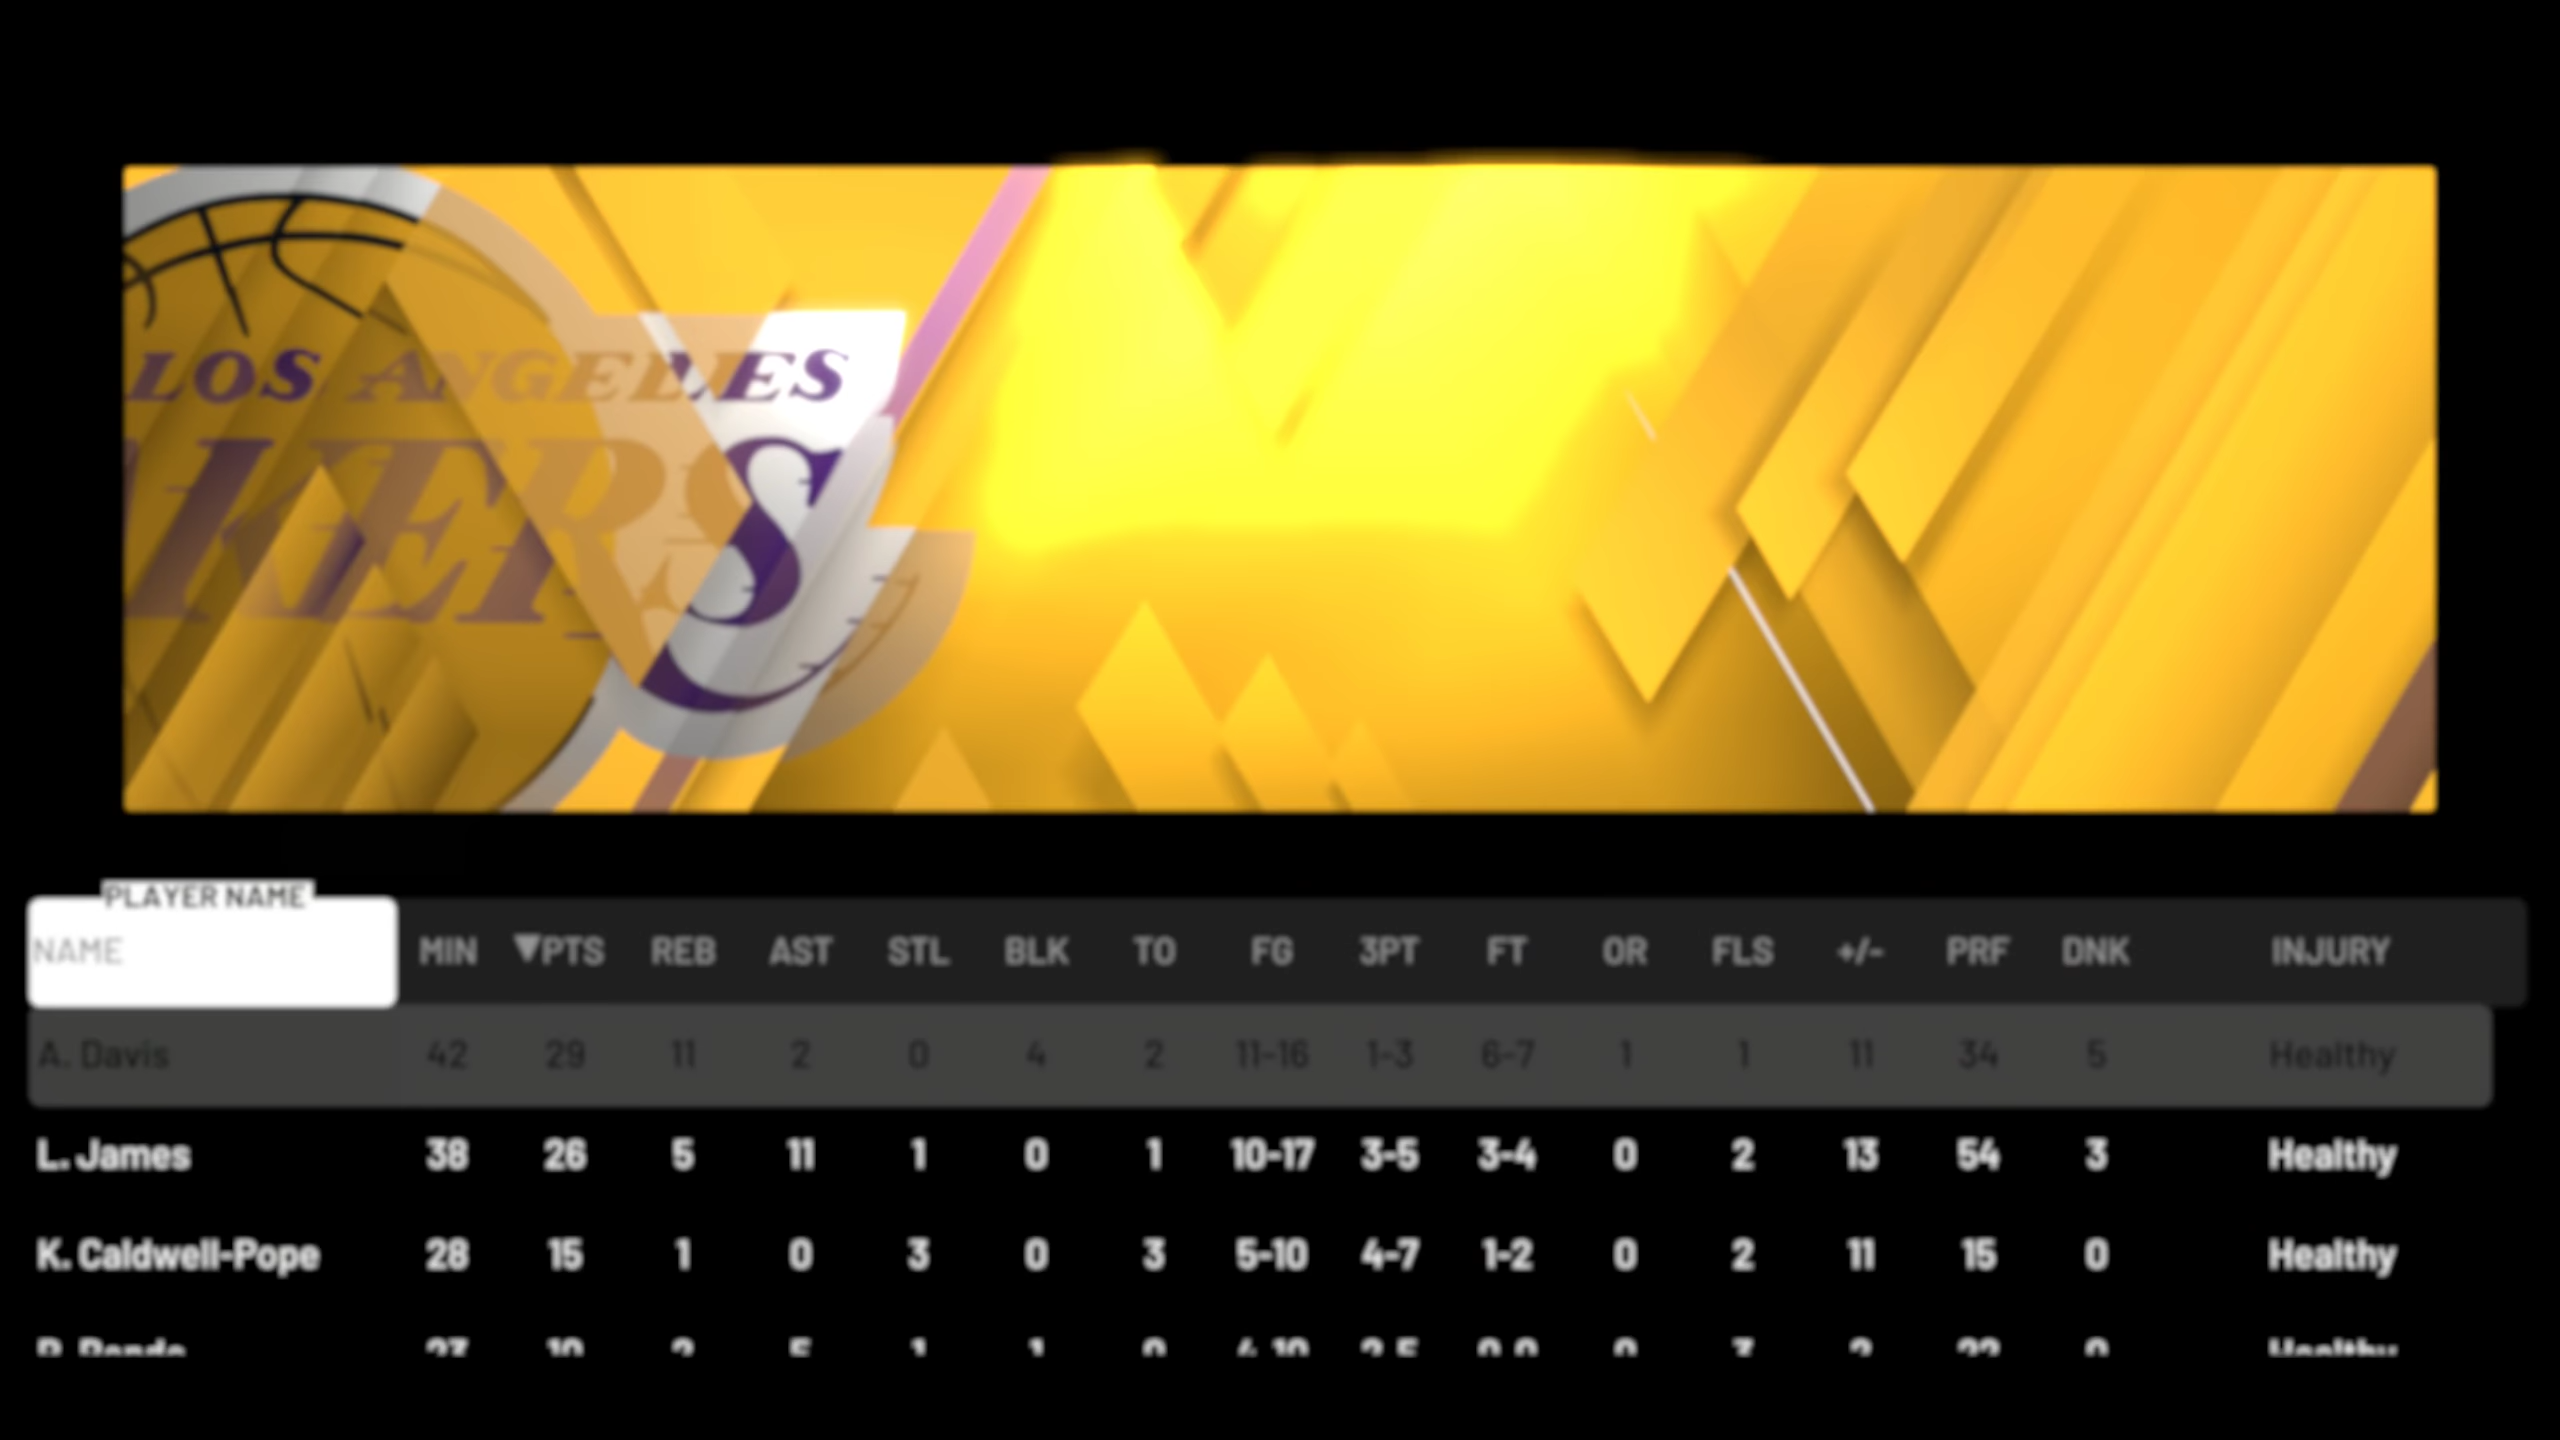 LOS ANGELES
KERS
PLAYER NAME
NAME MIN ▼PTS REB AST STL BLK TO FG 3PT FT OR FLS +/- PRF DNK INJURY
A. Davis 42 29 11 2 0 4 2 11-16 1-3 6-7 1 1 11 34 5 Healthy
L. James 38 26 5 11 1 0 1 10-17 3-5 3-4 0 2 13 54 3 Healthy
K. Caldwell-Pope 28 15 1 0 3 0 3 5-10 4-7 1-2 0 2 11 15 0 Healthy